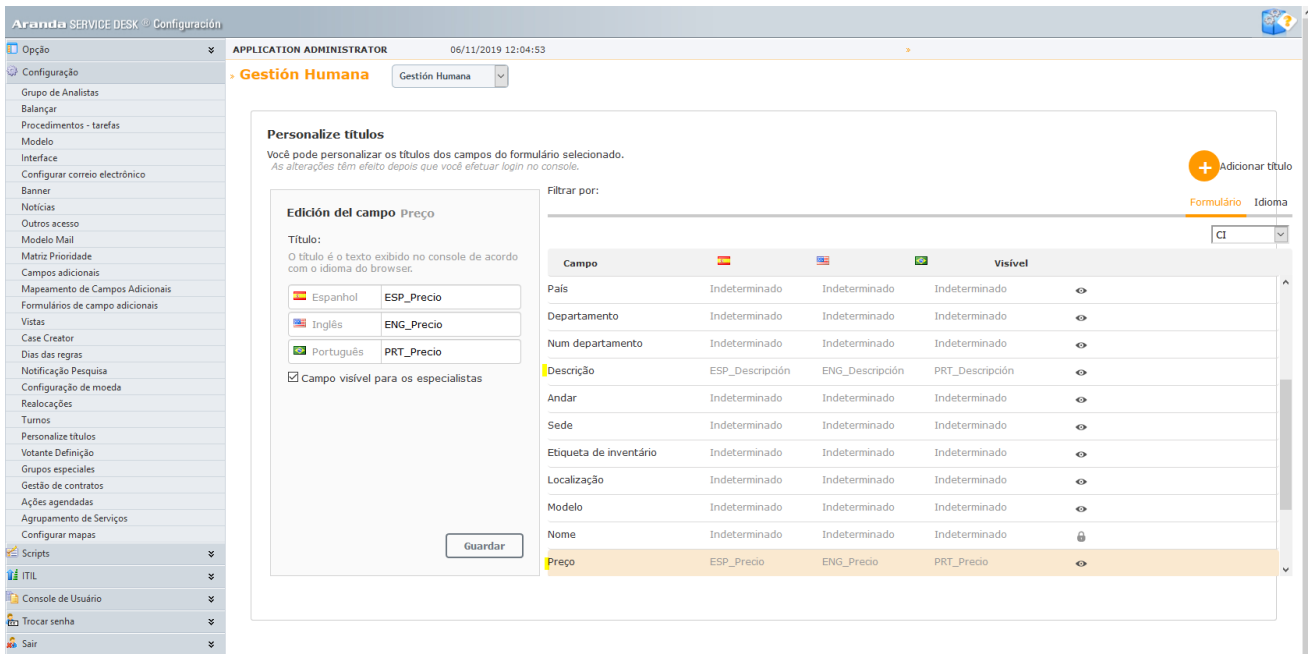 Aranda SERVICE DESK ® Configuración
Opção
Configuração
Grupo de Analistas
Balançar
Procedimentos - tarefas
Modelo
Interface
Configurar correio electrónico
Banner
Notícias
Outros acesso
Modelo Mail
Matriz Prioridade
Campos adicionais
Mapeamento de Campos Adicionais
Formulários de campo adicionais
Vistas
Case Creator
Dias das regras
Notificação Pesquisa
Configuração de moeda
Realocações
Turnos
Personalize títulos
Votante Definição
Grupos especiales
Gestão de contratos
Ações agendadas
Agrupamento de Serviços
Configurar mapas
Scripts
ITIL
Console de Usuário
Trocar senha
Sair
APPLICATION ADMINISTRATOR 06/11/2019 12:04:53 »
» Gestión Humana Gestión Humana
Personalize títulos
Você pode personalizar os títulos dos campos do formulário selecionado.
As alterações têm efeito depois que você efetuar login no console.
+ Adicionar título
Edición del campo Preço
Título:
O título é o texto exibido no console de acordo
com o idioma do browser.
Espanhol ESP_Precio
Inglês ENG_Precio
Português PRT_Precio
Campo visível para os especialistas
Guardar
Filtrar por:
Formulário Idioma
CI
Campo Visível
País Indeterminado Indeterminado Indeterminado
Departamento Indeterminado Indeterminado Indeterminado
Num departamento Indeterminado Indeterminado Indeterminado
Descrição ESP_Descripción ENG_Descripción PRT_Descripción
Andar Indeterminado Indeterminado Indeterminado
Sede Indeterminado Indeterminado Indeterminado
Etiqueta de inventário Indeterminado Indeterminado Indeterminado
Localização Indeterminado Indeterminado Indeterminado
Modelo Indeterminado Indeterminado Indeterminado
Nome Indeterminado Indeterminado Indeterminado
Preço ESP_Precio ENG_Precio PRT_Precio